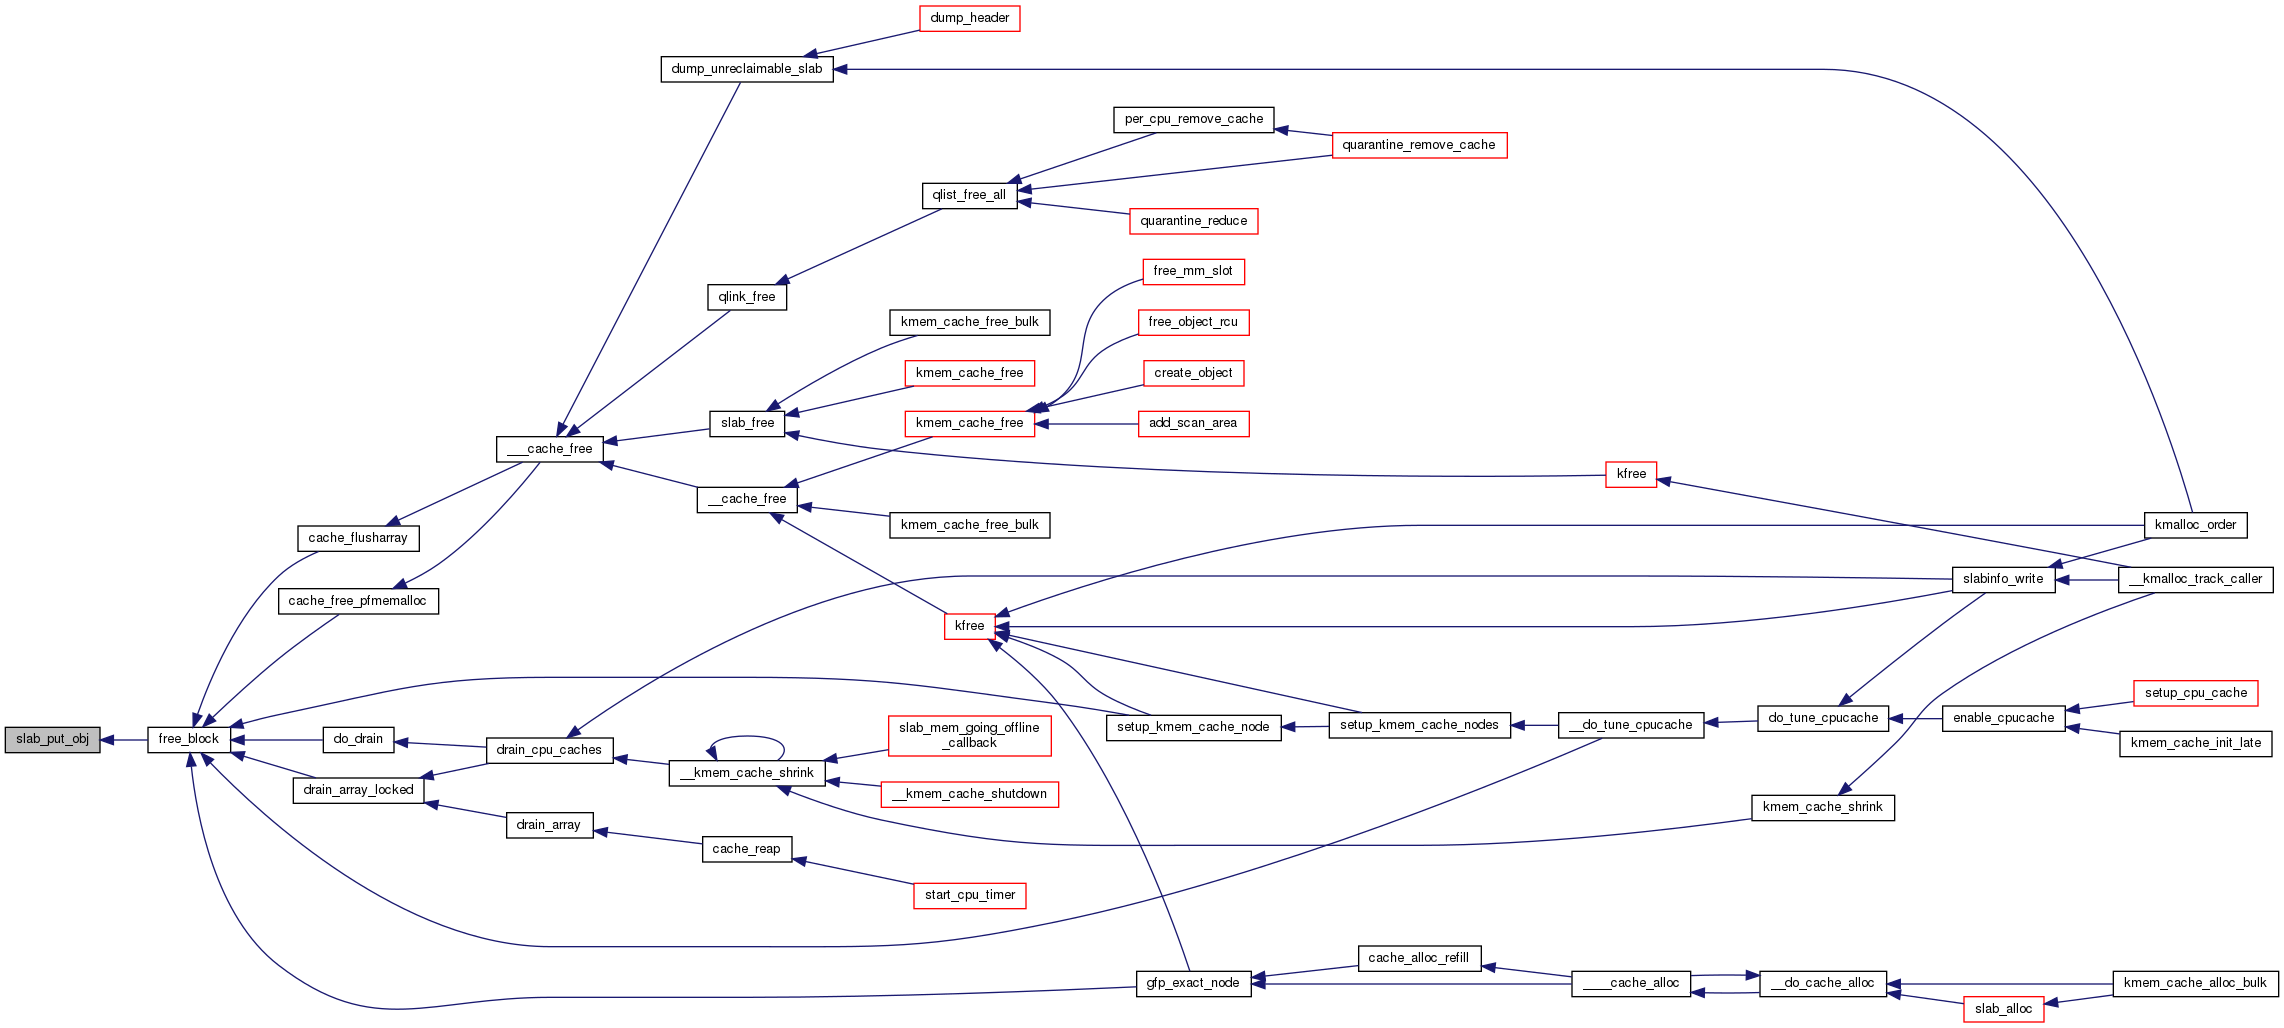 dump_header
dump_unreclaimable_slab
per_cpu_remove_cache
quarantine_remove_cache
qlist_free_all
quarantine_reduce
free_mm_slot
qlink_free
kmem_cache_free_bulk
free_object_rcu
kmem_cache_free
create_object
slab_free
kmem_cache_free
add_scan_area
___cache_free
kfree
__cache_free
kmem_cache_free_bulk
kmalloc_order
cache_flusharray
slabinfo_write
__kmalloc_track_caller
cache_free_pfmemalloc
kfree
setup_cpu_cache
slab_put_obj
free_block
do_drain
drain_cpu_caches
slab_mem_going_offline
_callback
setup_kmem_cache_node
setup_kmem_cache_nodes
__do_tune_cpucache
do_tune_cpucache
enable_cpucache
kmem_cache_init_late
__kmem_cache_shrink
drain_array_locked
__kmem_cache_shutdown
kmem_cache_shrink
drain_array
cache_reap
start_cpu_timer
cache_alloc_refill
gfp_exact_node
____cache_alloc
__do_cache_alloc
kmem_cache_alloc_bulk
slab_alloc